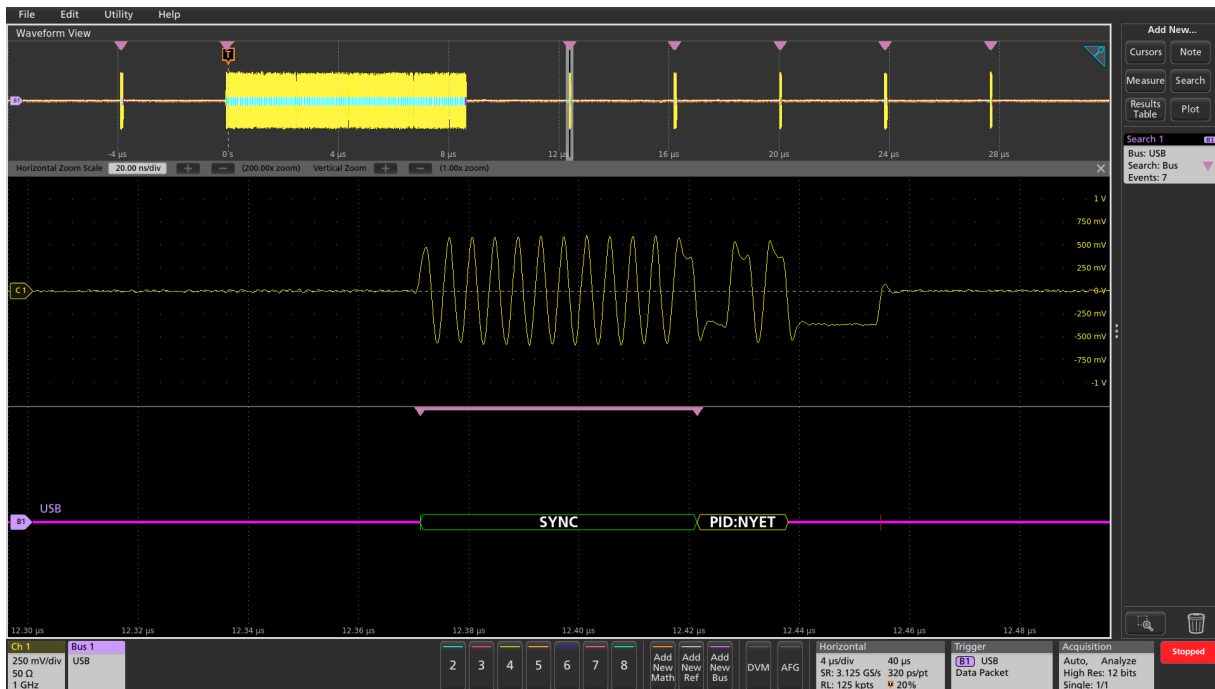 File Edit Utility Help
Waveform View
Add New...
Cursors Note
Measure Search
Results Table Plot
Search 1 B1
Bus: USB
Search: Bus
Events: 7
T
B1
-4 µs 0 s 4 µs 8 µs 12 µs 16 µs 20 µs 24 µs 28 µs
Horizontal Zoom Scale 20.00 ns/div + − (200.00x zoom) Vertical Zoom + − (1.00x zoom) ×
1 V
750 mV
500 mV
250 mV
C1 0 V
-250 mV
-500 mV
-750 mV
-1 V
USB
B1 SYNC PID:NYET
12.30 µs 12.32 µs 12.34 µs 12.36 µs 12.38 µs 12.40 µs 12.42 µs 12.44 µs 12.46 µs 12.48 µs
Ch 1
250 mV/div
50 Ω
1 GHz
Bus 1
USB
2 3 4 5 6 7 8
Add New Math
Add New Ref
Add New Bus
DVM AFG
Horizontal
4 µs/div 40 µs
SR: 3.125 GS/s 320 ps/pt
RL: 125 kpts 20%
Trigger
B1 USB
Data Packet
Acquisition
Auto, Analyze
High Res: 12 bits
Single: 1/1
Stopped